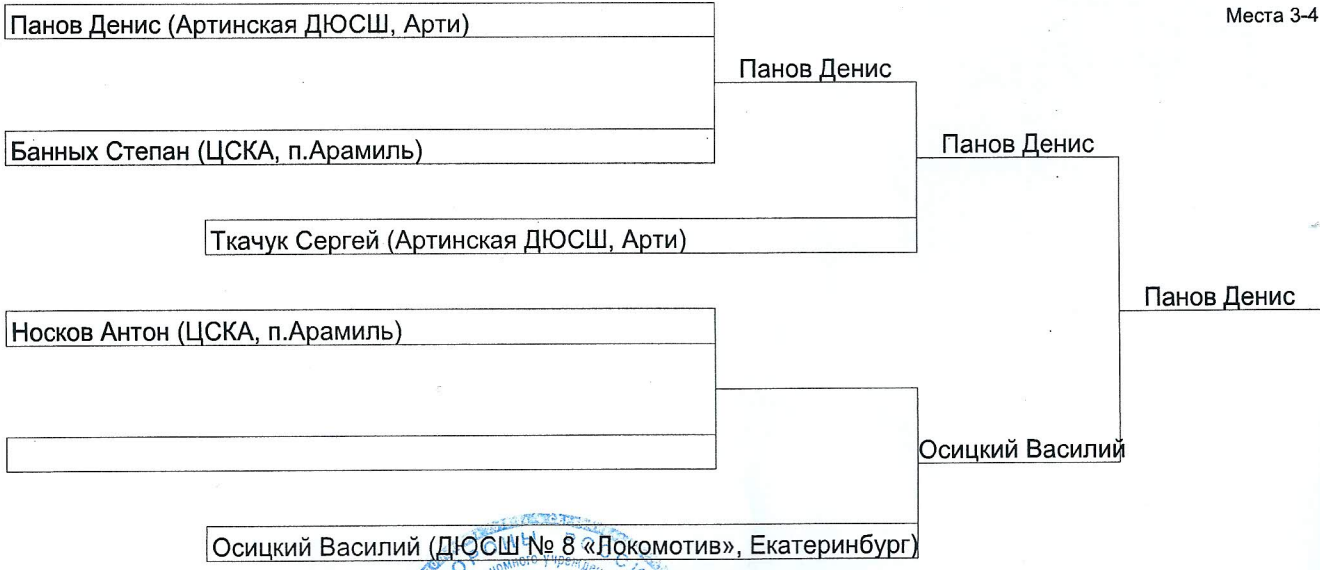 Места 3-4
Панов Денис (Артинская ДЮСШ, Арти)
Панов Денис
Банных Степан (ЦСКА, п.Арамиль)
Панов Денис
Ткачук Сергей (Артинская ДЮСШ, Арти)
Панов Денис
Носков Антон (ЦСКА, п.Арамиль)
Осицкий Василий
Осицкий Василий (ДЮСШ № 8 «Локомотив», Екатеринбург)